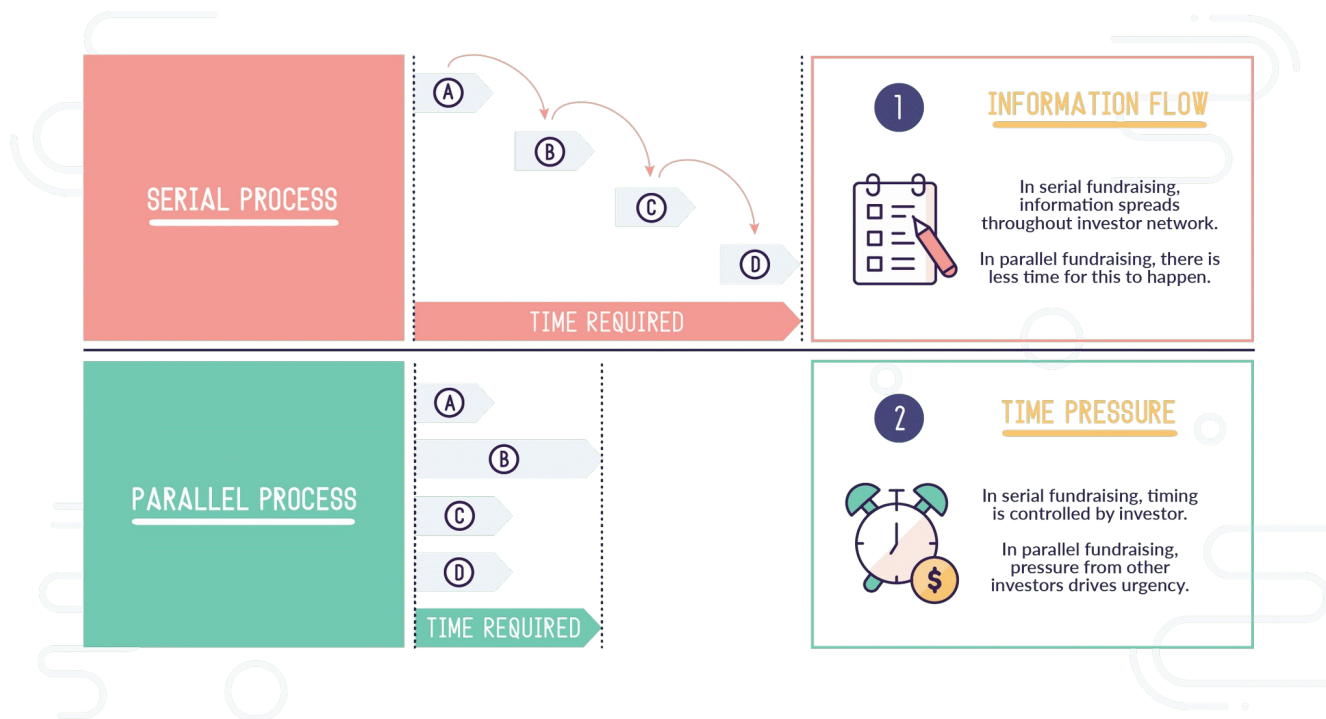 SERIAL PROCESS
A
B
C
D
TIME REQUIRED
1
INFORMATION FLOW
In serial fundraising,
information spreads
throughout investor network.
In parallel fundraising, there is
less time for this to happen.
PARALLEL PROCESS
A
B
C
D
TIME REQUIRED
2
TIME PRESSURE
$
In serial fundraising, timing
is controlled by investor.
In parallel fundraising,
pressure from other
investors drives urgency.